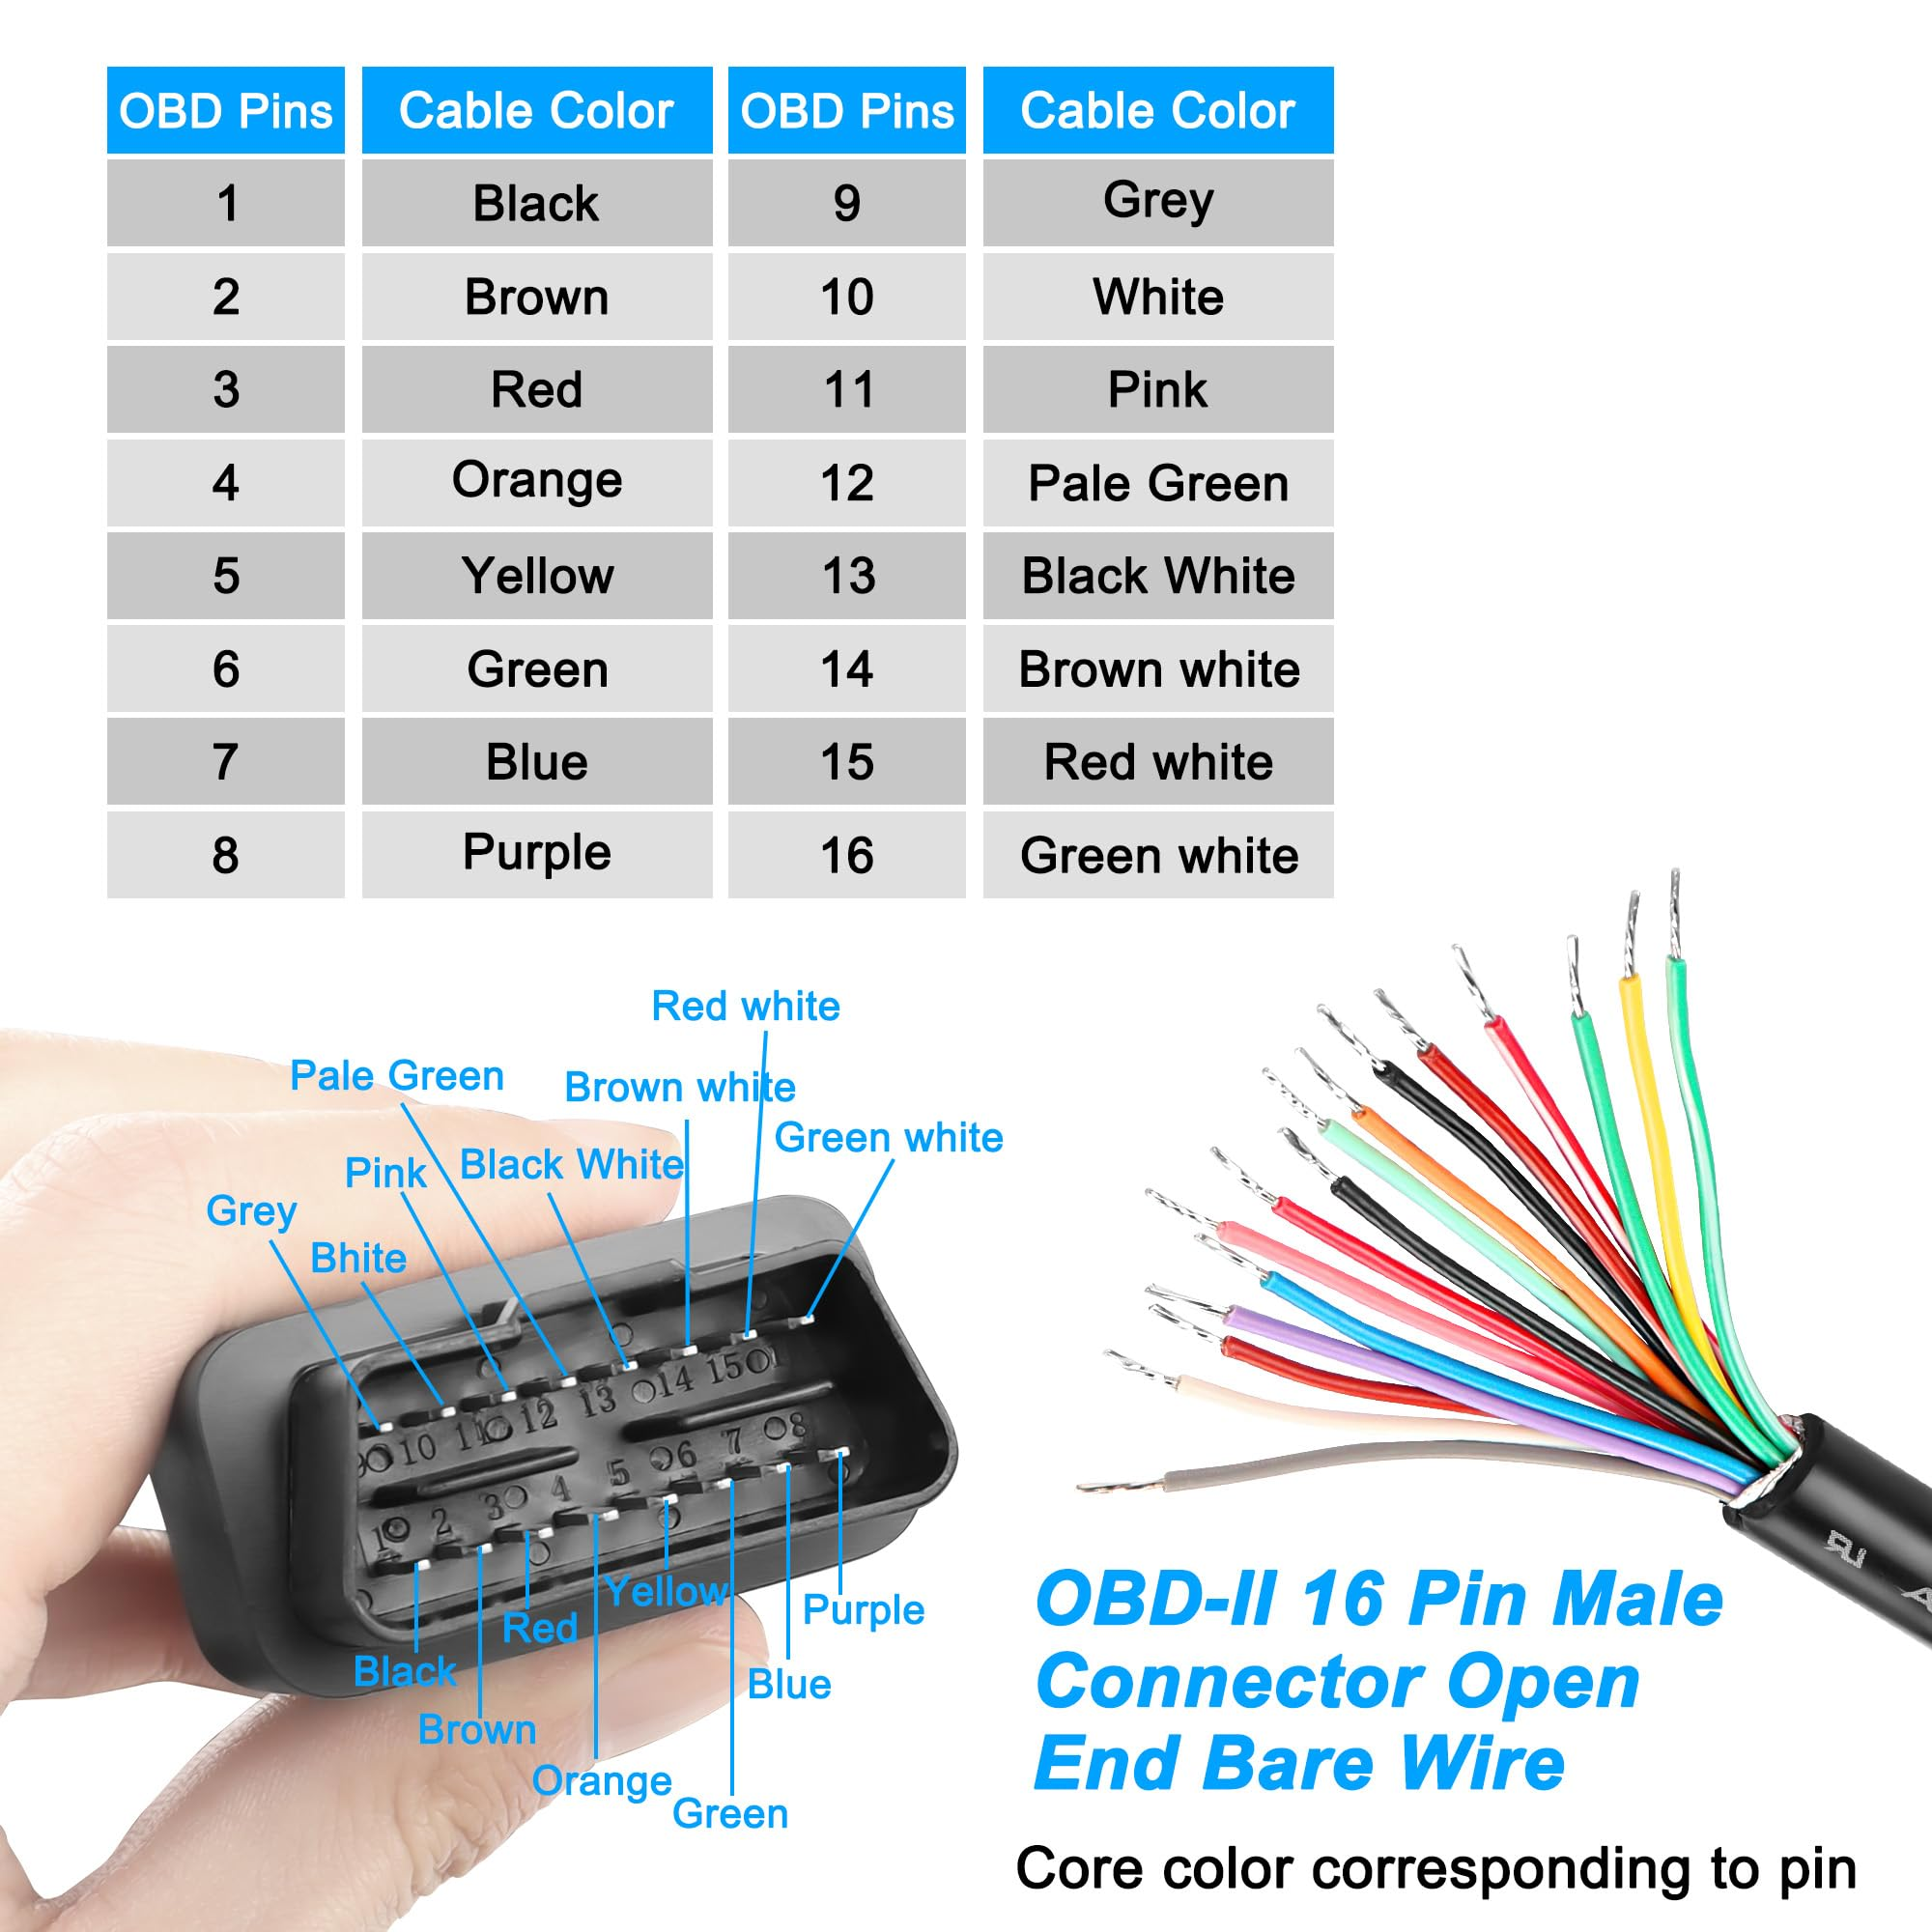 OBD Pins Cable Color OBD Pins Cable Color
1 Black 9 Grey
2 Brown 10 White
3 Red 11 Pink
4 Orange 12 Pale Green
5 Yellow 13 Black White
6 Green 14 Brown white
7 Blue 15 Red white
8 Purple 16 Green white
Red white
Pale Green
Brown white
Green white
Pink
Black White
Grey
Bhite
9 10 11 12 13 14 15
1 2 3 4 5 6 7 8
Yellow
Purple
Red
Black
Blue
Brown
Orange
Green
OBD-II 16 Pin Male
Connector Open
End Bare Wire
Core color corresponding to pin